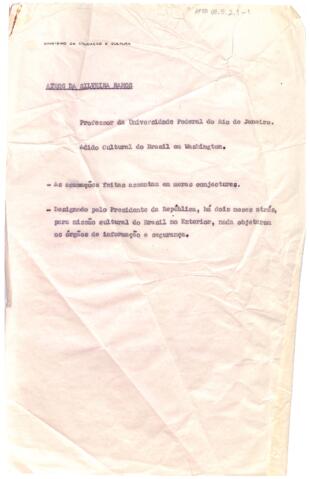 MINISTÉRIO DA EDUCAÇÃO E CULTURA
DA SILVEIRA RAMOS
Professor da Universidade Federal do Rio de Janeiro.
Adido Cultural do Brasil em Washington.
- As acusações feitas assentam em meras conjecturas.
- Designado pelo Presidente da República, há dois meses atrás,
para missão cultural do Brasil no Exterior, nada objetaram
os órgãos de informação e segurança.